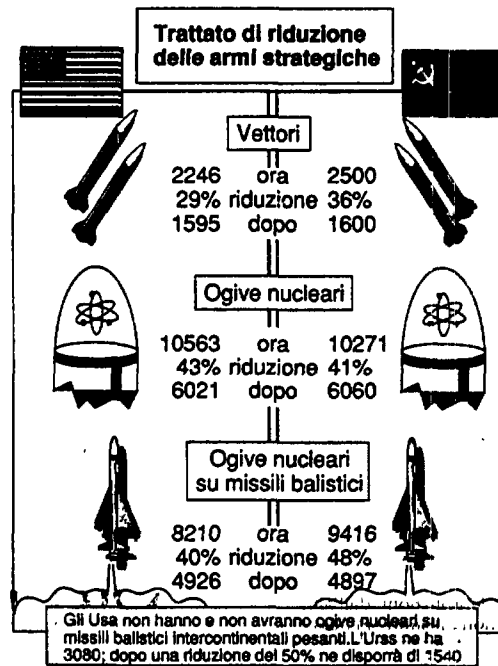 Trattato di riduzione
delle armi strategiche
Vettori
2246 ora 2500
29% riduzione 36%
1595 dopo 1600
Ogive nucleari
10563 ora 10271
43% riduzione 41%
6021 dopo 6060
Ogive nucleari
su missili balistici
8210 ora 9416
40% riduzione 48%
4926 dopo 4897
Gli Usa non hanno e non avranno ogive nucleari su
missili balistici intercontinentali pesanti. L'Urss ne ha
3080; dopo una riduzione del 50% ne disporrà di 1540